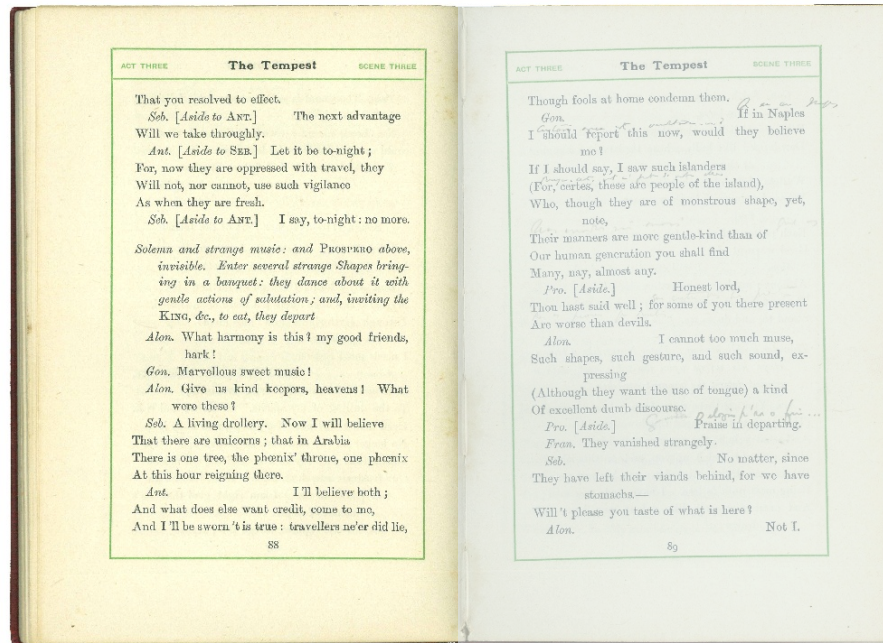 ACT THREE The Tempest SCENE THREE
That you resolved to effect.
Seb. [Aside to ANT.] The next advantage
Will we take throughly.
Ant. [Aside to SEB.] Let it be to-night ;
For, now they are oppressed with travel, they
Will not, nor cannot, use such vigilance
As when they are fresh.
Seb. [Aside to ANT.] I say, to-night : no more.
Solemn and strange music: and PROSPERO above,
invisible. Enter several strange Shapes bring-
ing in a banquet: they dance about it with
gentle actions of salutation; and, inviting the
KING, &c., to eat, they depart
Alon. What harmony is this? my good friends,
hark!
Gon. Marvellous sweet music!
Alon. Give us kind keepers, heavens! What
were these?
Seb. A living drollery. Now I will believe
That there are unicorns ; that in Arabia
There is one tree, the phœnix' throne, one phœnix
At this hour reigning there.
Ant. I'll believe both ;
And what does else want credit, come to me,
And I'll be sworn 't is true : travellers ne'er did lie,
88
ACT THREE The Tempest SCENE THREE
Though fools at home condemn them.
Gon. If in Naples
I should report this now, would they believe
me?
If I should say, I saw such islanders
(For, certes, these are people of the island),
Who, though they are of monstrous shape, yet,
note,
Their manners are more gentle-kind than of
Our human generation you shall find
Many, nay, almost any.
Pro. [Aside.] Honest lord,
Thou hast said well ; for some of you there present
Are worse than devils.
Alon. I cannot too much muse,
Such shapes, such gesture, and such sound, ex-
pressing
(Although they want the use of tongue) a kind
Of excellent dumb discourse.
Pro. [Aside.] Praise in departing.
Fran. They vanished strangely.
Seb. No matter, since
They have left their viands behind, for we have
stomachs.—
Will 't please you taste of what is here?
Alon. Not I.
89